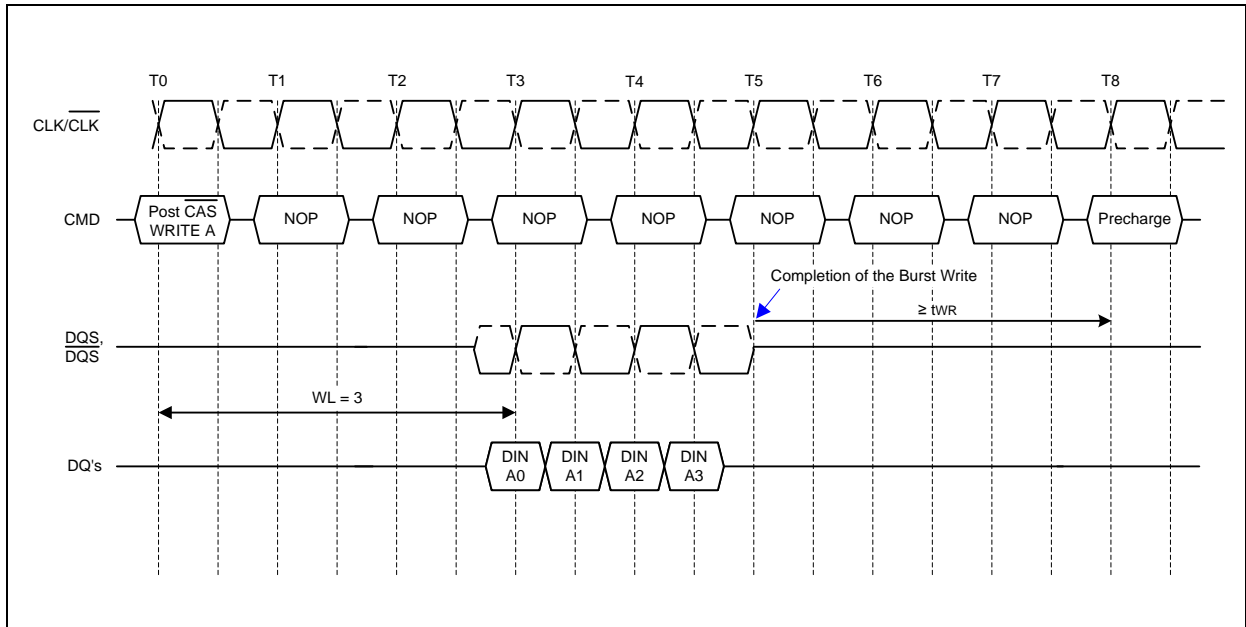 T0 T1 T2 T3 T4 T5 T6 T7 T8
CLK/CLK
CMD
Post CAS
WRITE A
NOP NOP NOP NOP NOP NOP NOP Precharge
Completion of the Burst Write
≥ tWR
DQS,
DQS
WL = 3
DQ's
DIN A0
DIN A1
DIN A2
DIN A3